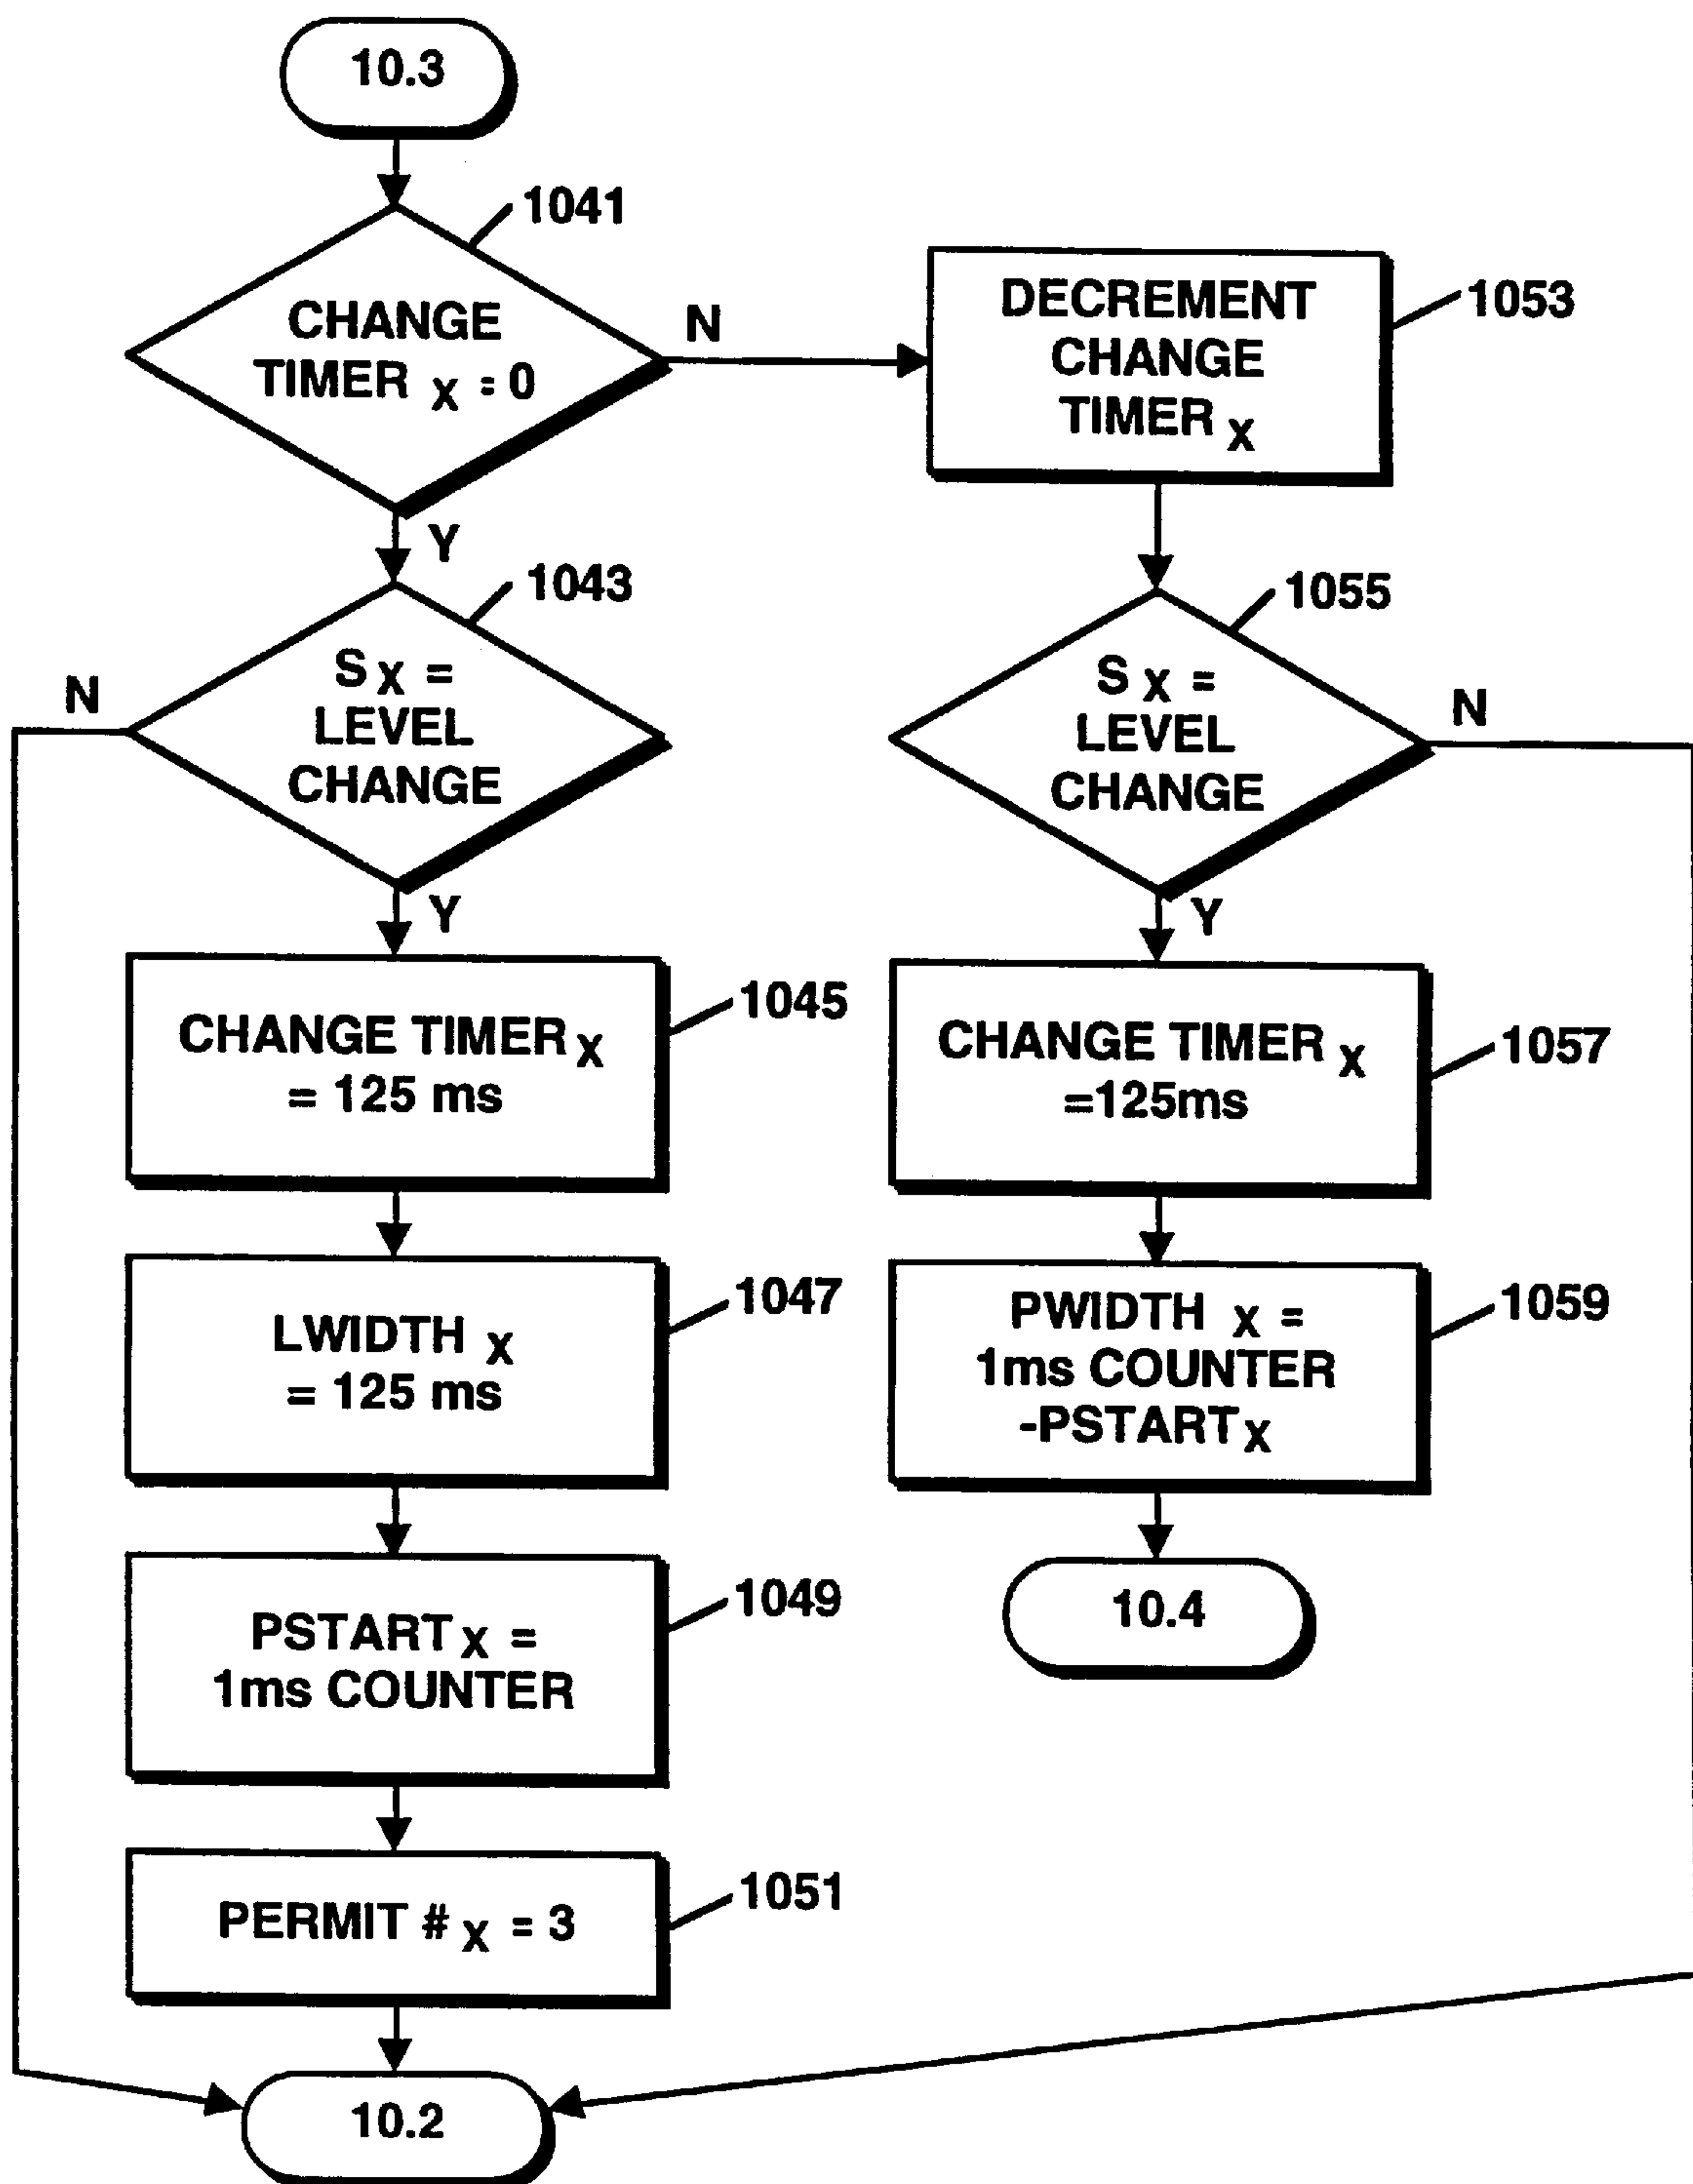 10.3
1041
CHANGE
TIMER X = 0
N
DECREMENT
CHANGE
TIMER X
1053
Y
1043
S X =
LEVEL
CHANGE
N
1055
S X =
LEVEL
CHANGE
N
Y
Y
CHANGE TIMER X
= 125 ms
1045
CHANGE TIMER X
=125ms
1057
LWIDTH X
= 125 ms
1047
PWIDTH X =
1ms COUNTER
-PSTART X
1059
PSTART X =
1ms COUNTER
1049
10.4
PERMIT # X = 3
1051
10.2